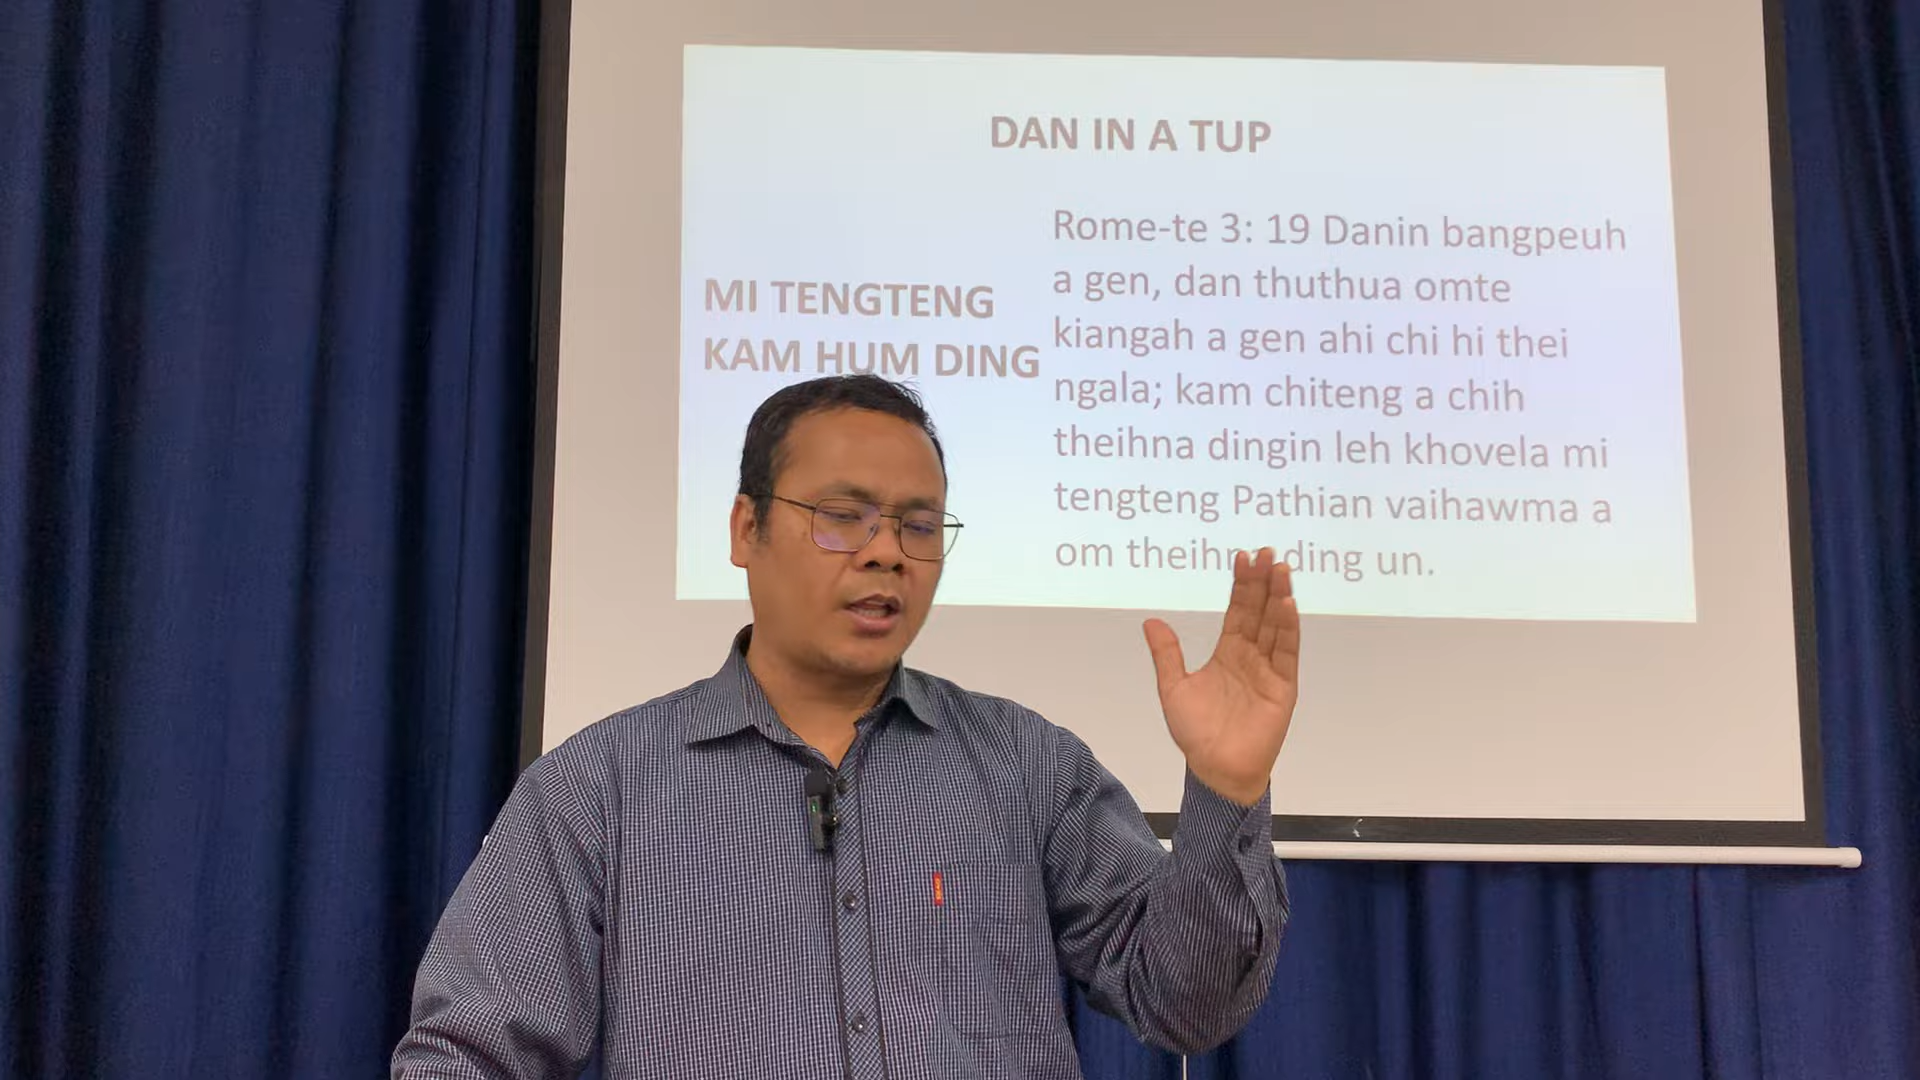 DAN IN A TUP
MI TENGTENG
KAM HUM DING
Rome-te 3: 19 Danin bangpeuh
a gen, dan thuthua omte
kiangah a gen ahi chi hi thei
ngala; kam chiteng a chih
theihna dingin leh khovela mi
tengteng Pathian vaihawma a
om theihna ding un.